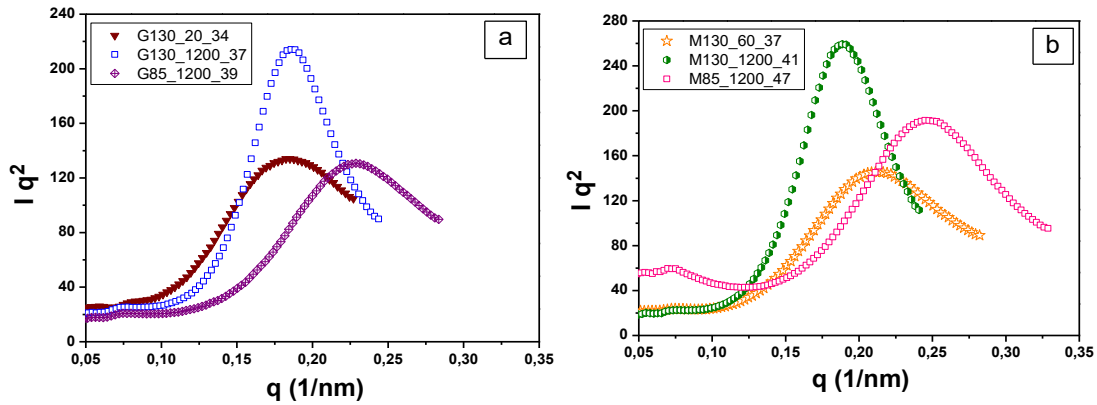 a
G130_20_34
G130_1200_37
G85_1200_39
240
200
160
120
80
40
0
I q²
0,05 0,10 0,15 0,20 0,25 0,30 0,35
q (1/nm)
b
M130_60_37
M130_1200_41
M85_1200_47
280
240
200
160
120
80
40
0
I q²
0,05 0,10 0,15 0,20 0,25 0,30 0,35
q (1/nm)